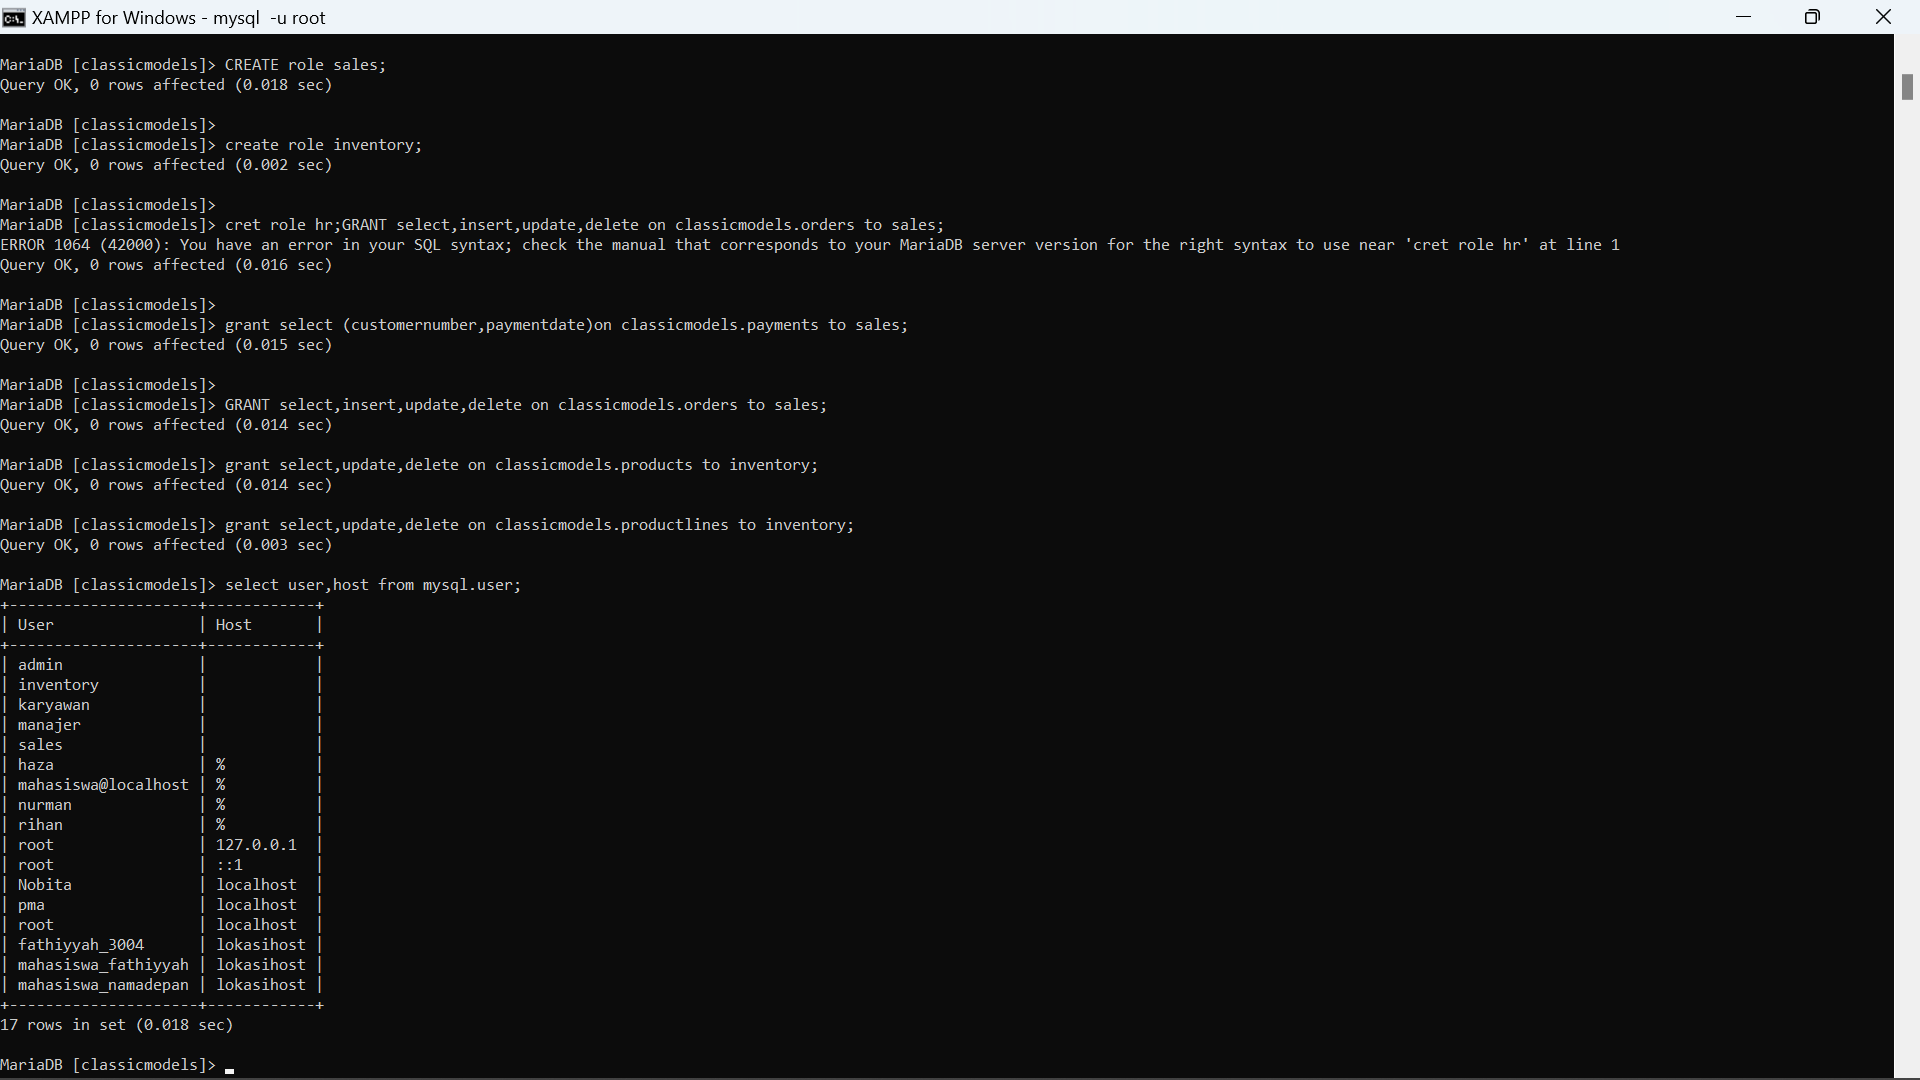 XAMPP for Windows - mysql  -u root
MariaDB [classicmodels]> CREATE role sales;
Query OK, 0 rows affected (0.018 sec)
MariaDB [classicmodels]>
MariaDB [classicmodels]> create role inventory;
Query OK, 0 rows affected (0.002 sec)
MariaDB [classicmodels]>
MariaDB [classicmodels]> cret role hr;GRANT select,insert,update,delete on classicmodels.orders to sales;
ERROR 1064 (42000): You have an error in your SQL syntax; check the manual that corresponds to your MariaDB server version for the right syntax to use near 'cret role hr' at line 1
Query OK, 0 rows affected (0.016 sec)
MariaDB [classicmodels]>
MariaDB [classicmodels]> grant select (customernumber,paymentdate)on classicmodels.payments to sales;
Query OK, 0 rows affected (0.015 sec)
MariaDB [classicmodels]>
MariaDB [classicmodels]> GRANT select,insert,update,delete on classicmodels.orders to sales;
Query OK, 0 rows affected (0.014 sec)
MariaDB [classicmodels]> grant select,update,delete on classicmodels.products to inventory;
Query OK, 0 rows affected (0.014 sec)
MariaDB [classicmodels]> grant select,update,delete on classicmodels.productlines to inventory;
Query OK, 0 rows affected (0.003 sec)
MariaDB [classicmodels]> select user,host from mysql.user;
+---------------------+------------+
| User                | Host       |
+---------------------+------------+
| admin               |            |
| inventory           |            |
| karyawan            |            |
| manajer             |            |
| sales               |            |
| haza                | %          |
| mahasiswa@localhost | %          |
| nurman              | %          |
| rihan               | %          |
| root                | 127.0.0.1  |
| root                | ::1        |
| Nobita              | localhost  |
| pma                 | localhost  |
| root                | localhost  |
| fathiyyah_3004      | lokasihost |
| mahasiswa_fathiyyah | lokasihost |
| mahasiswa_namadepan | lokasihost |
+---------------------+------------+
17 rows in set (0.018 sec)
MariaDB [classicmodels]>